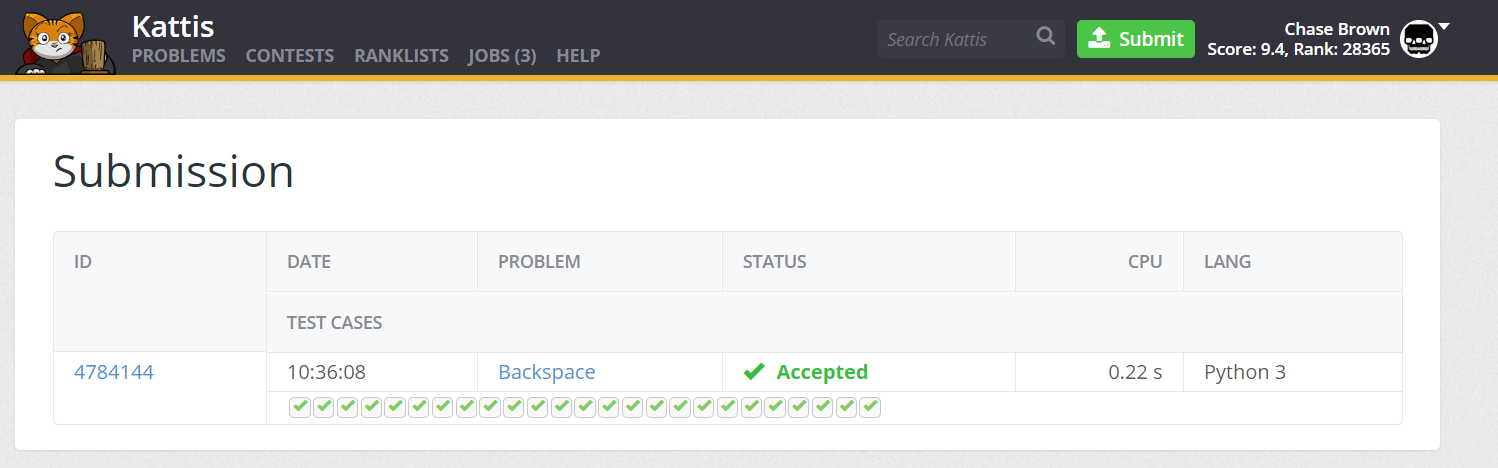 Kattis
PROBLEMS CONTESTS RANKLISTS JOBS (3) HELP
Search Kattis
Submit
Chase Brown
Score: 9.4, Rank: 28365
Submission
ID DATE PROBLEM STATUS CPU LANG
TEST CASES
4784144 10:36:08 Backspace Accepted 0.22 s Python 3